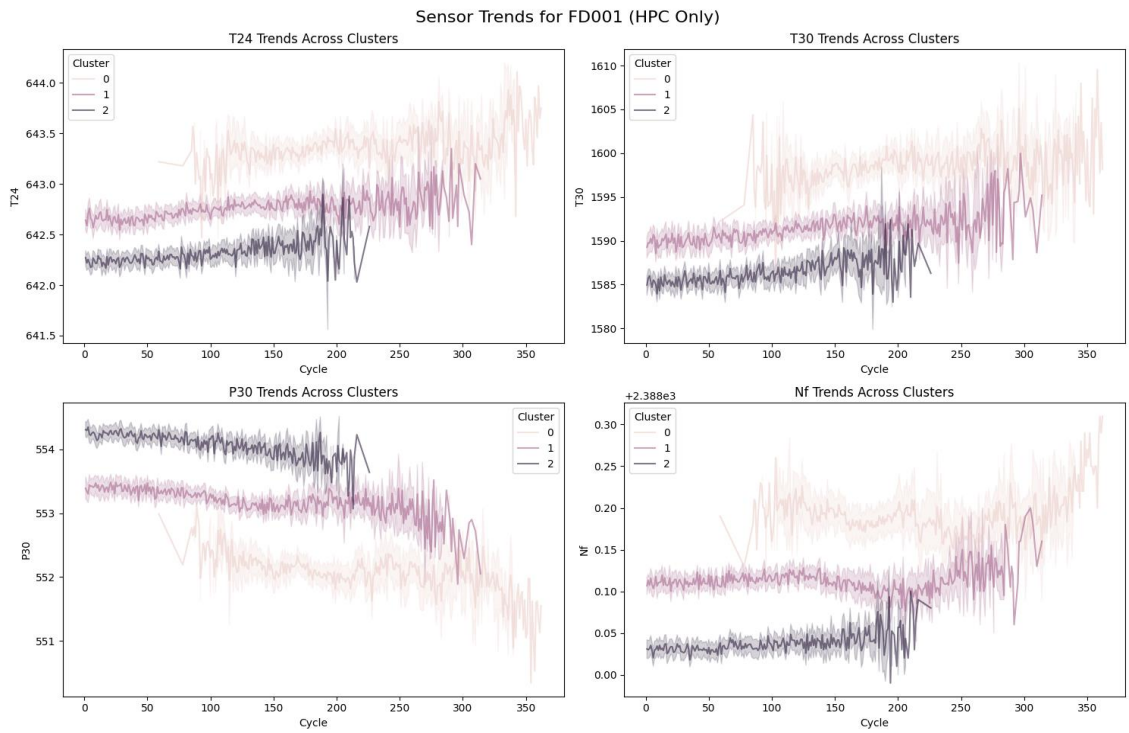 Sensor Trends for FD001 (HPC Only)
T24 Trends Across Clusters
Cluster
0
1
2
644.0
643.5
643.0
642.5
642.0
641.5
T24
0 50 100 150 200 250 300 350
Cycle
T30 Trends Across Clusters
Cluster
0
1
2
1610
1605
1600
1595
1590
1585
1580
T30
0 50 100 150 200 250 300 350
Cycle
P30 Trends Across Clusters
Cluster
0
1
2
554
553
552
551
P30
0 50 100 150 200 250 300 350
Cycle
Nf Trends Across Clusters
+2.388e3
Cluster
0
1
2
0.30
0.25
0.20
0.15
0.10
0.05
0.00
Nf
0 50 100 150 200 250 300 350
Cycle